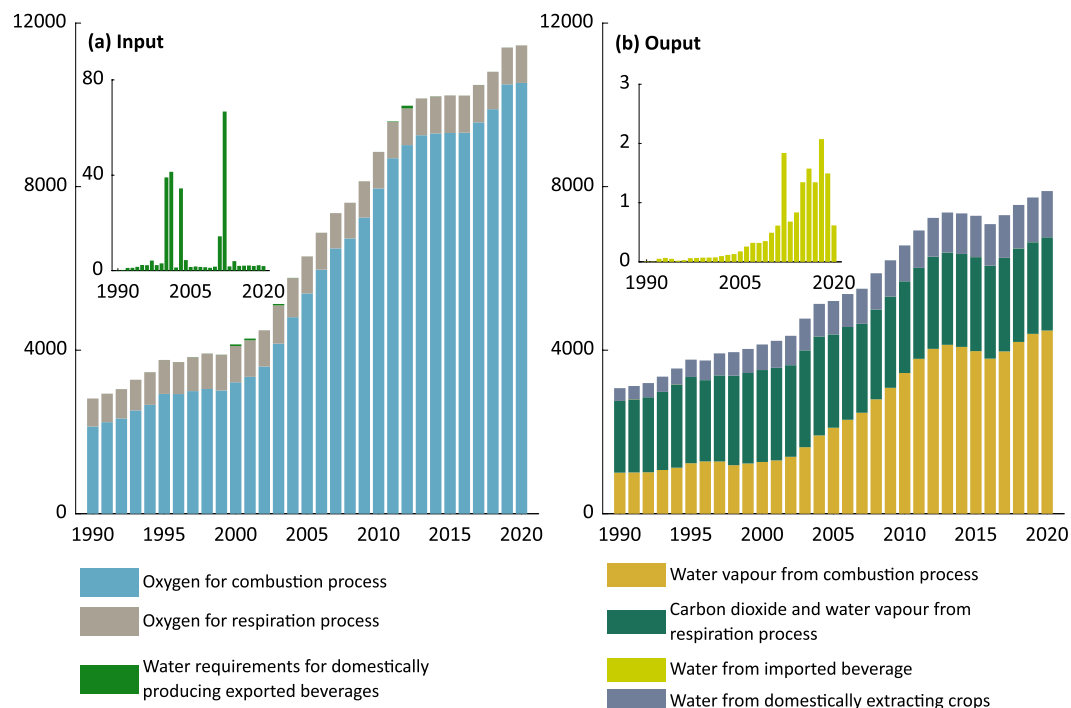 12000
(a) Input
80
40
0
1990 2005 2020
8000
4000
0
1990 1995 2000 2005 2010 2015 2020
Oxygen for combustion process
Oxygen for respiration process
Water requirements for domestically
producing exported beverages
12000
(b) Ouput
3
2
1
0
1990 2005 2020
8000
4000
0
1990 1995 2000 2005 2010 2015 2020
Water vapour from combustion process
Carbon dioxide and water vapour from
respiration process
Water from imported beverage
Water from domestically extracting crops